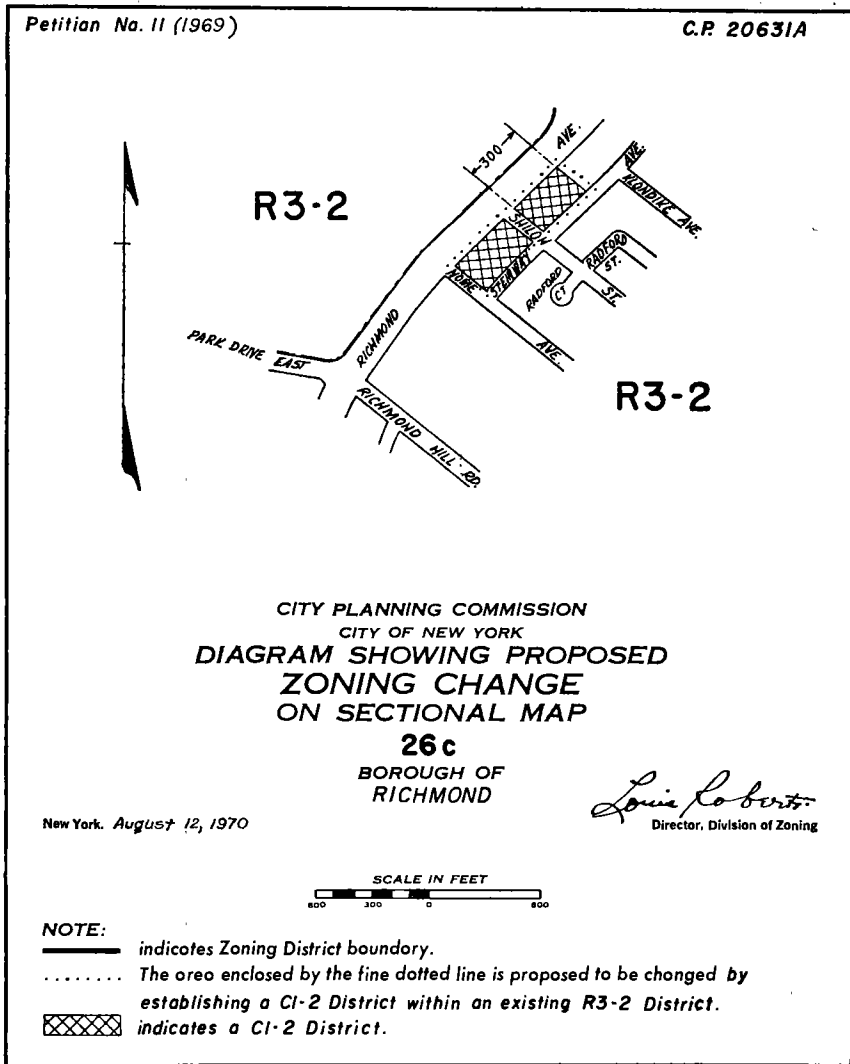 Petition No. 11 (1969)
C.P. 20631A
300
AVE.
AVE.
KLONDIKE AVE.
R3-2
SHILOH
RADFORD
ST.
STEINWAY
HOME
RADFORD
CT.
ST.
AVE.
RICHMOND
PARK DRIVE EAST
R3-2
RICHMOND HILL RD.
CITY PLANNING COMMISSION
CITY OF NEW YORK
DIAGRAM SHOWING PROPOSED
ZONING CHANGE
ON SECTIONAL MAP
26c
BOROUGH OF
RICHMOND
Louis Roberts
New York. August 12, 1970
Director, Division of Zoning
SCALE IN FEET
600 300 0 600
NOTE:
indicates Zoning District boundary.
........ The oreo enclosed by the fine dotted line is proposed to be chonged by
establishing a C1-2 District within an existing R3-2 District.
indicates a C1-2 District.